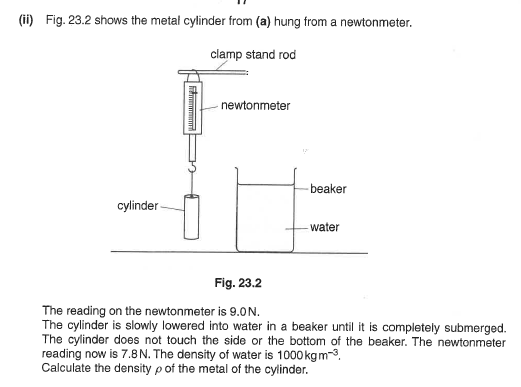 (ii) Fig. 23.2 shows the metal cylinder from (a) hung from a newtonmeter.
clamp stand rod
newtonmeter
cylinder
beaker
water
Fig. 23.2
The reading on the newtonmeter is 9.0 N.
The cylinder is slowly lowered into water in a beaker until it is completely submerged.
The cylinder does not touch the side or the bottom of the beaker. The newtonmeter
reading now is 7.8 N. The density of water is 1000 kg m⁻³.
Calculate the density ρ of the metal of the cylinder.